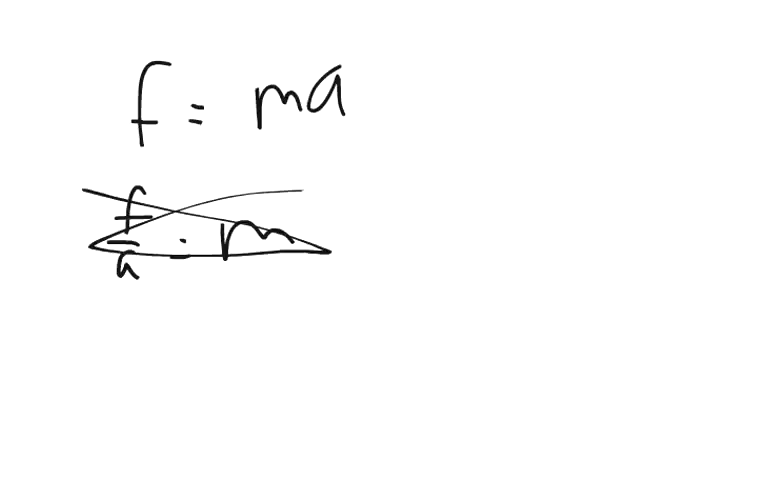 f = ma
f/a = m